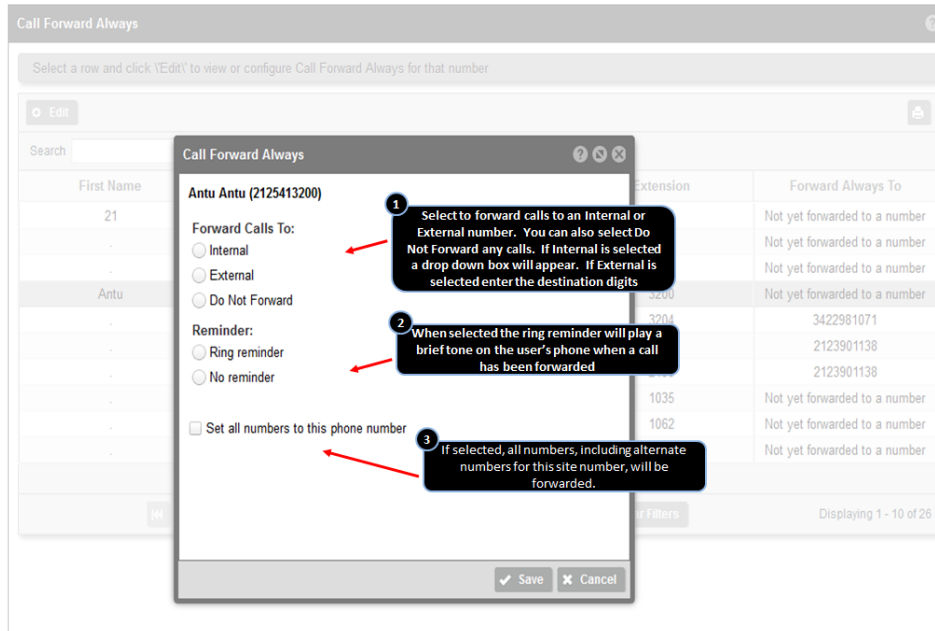 Call Forward Always
Select a row and click \'Edit\' to view or configure Call Forward Always for that number
Edit
Search
First Name
Extension
Forward Always To
21
Not yet forwarded to a number
.
Not yet forwarded to a number
.
Not yet forwarded to a number
Antu
3200
Not yet forwarded to a number
.
3204
3422981071
.
2123901138
.
2123901138
.
1035
Not yet forwarded to a number
.
1062
Not yet forwarded to a number
.
Not yet forwarded to a number
Filters
Displaying 1 - 10 of 26
Call Forward Always
Antu Antu (2125413200)
Forward Calls To:
Internal
External
Do Not Forward
Reminder:
Ring reminder
No reminder
Set all numbers to this phone number
Save
Cancel
1
Select to forward calls to an Internal or
External number. You can also select Do
Not Forward any calls. If Internal is selected
a drop down box will appear. If External is
selected enter the destination digits
2
When selected the ring reminder will play a
brief tone on the user's phone when a call
has been forwarded
3
If selected, all numbers, including alternate
numbers for this site number, will be
forwarded.